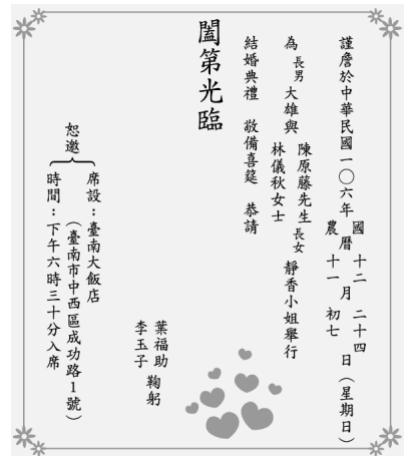 謹詹於中華民國一○六年國曆十二月二十四日（星期日）
農曆十一月初七日
為長男大雄與陳原藤先生林儀秋女士長女靜香小姐舉行
結婚典禮　敬備喜筵　恭請
闔第光臨
葉福助
李玉子
鞠躬
恕邀
席設：臺南大飯店
（臺南市中西區成功路1號）
時間：下午六時三十分入席